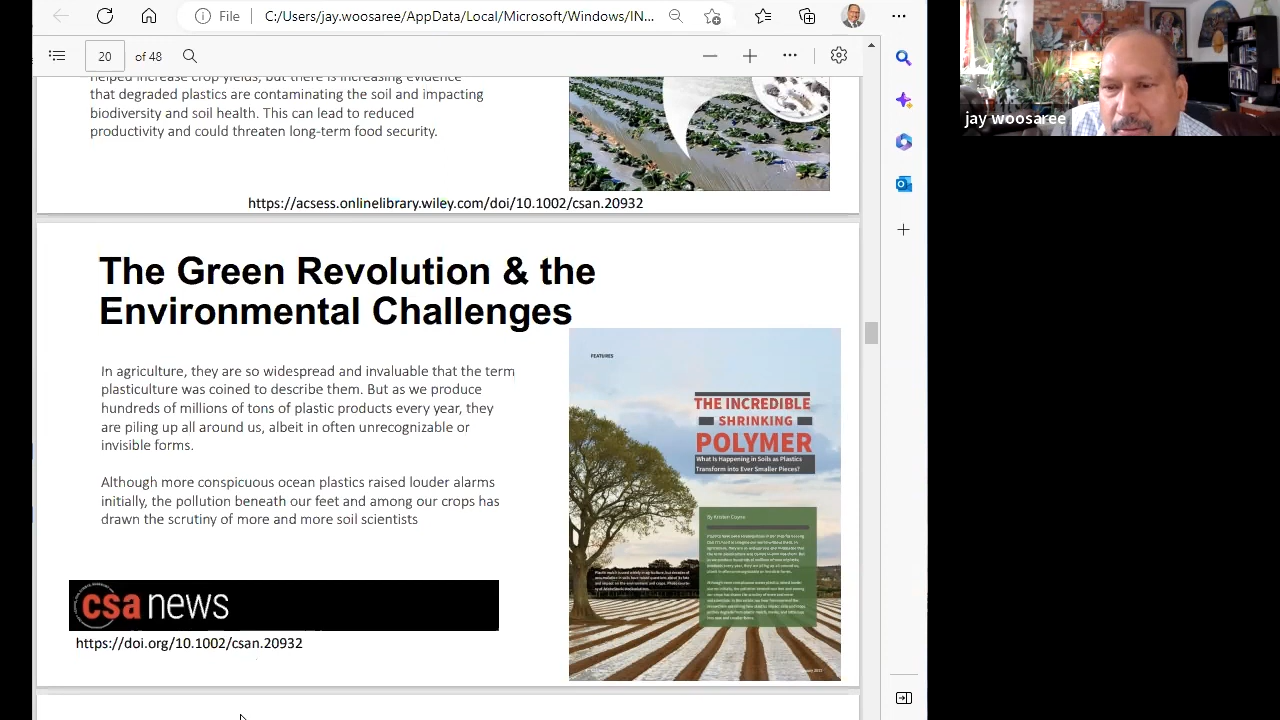 File
C:/Users/jay.woosaree/AppData/Local/Microsoft/Windows/IN...
20 of 48
helped increase crop yields, but there is increasing evidence
that degraded plastics are contaminating the soil and impacting
biodiversity and soil health. This can lead to reduced
productivity and could threaten long-term food security.
https://acsess.onlinelibrary.wiley.com/doi/10.1002/csan.20932
The Green Revolution & the
Environmental Challenges
In agriculture, they are so widespread and invaluable that the term
plasticulture was coined to describe them. But as we produce
hundreds of millions of tons of plastic products every year, they
are piling up all around us, albeit in often unrecognizable or
invisible forms.
Although more conspicuous ocean plastics raised louder alarms
initially, the pollution beneath our feet and among our crops has
drawn the scrutiny of more and more soil scientists
csa news
https://doi.org/10.1002/csan.20932
FEATURES
THE INCREDIBLE
SHRINKING
POLYMER
What Is Happening in Soils as Plastics
Transform into Ever Smaller Pieces?
jay woosaree